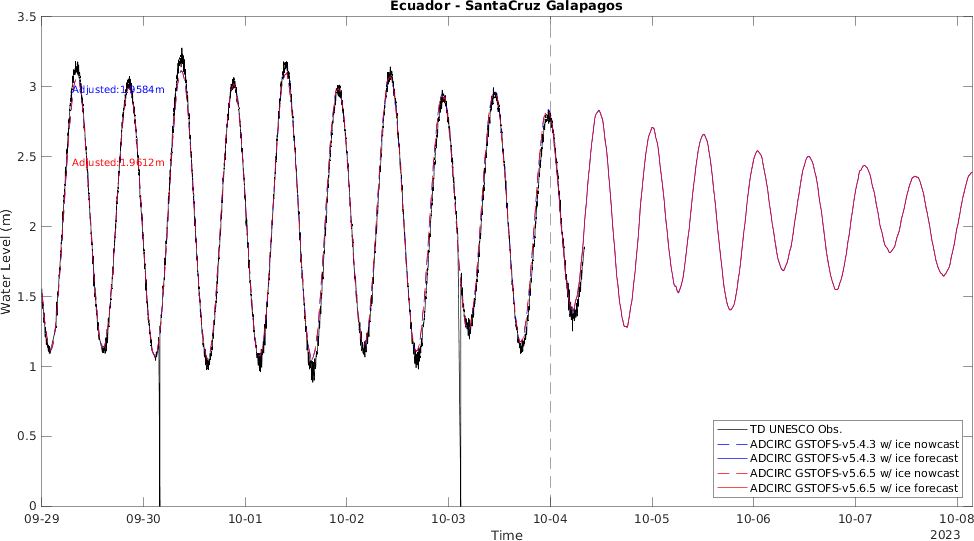 Ecuador - SantaCruz Galapagos
3.5
3
2.5
2
1.5
1
0.5
0
Water Level (m)
Adjusted:1.9584m
Adjusted:1.9612m
TD UNESCO Obs.
ADCIRC GSTOFS-v5.4.3 w/ ice nowcast
ADCIRC GSTOFS-v5.4.3 w/ ice forecast
ADCIRC GSTOFS-v5.6.5 w/ ice nowcast
ADCIRC GSTOFS-v5.6.5 w/ ice forecast
09-29 09-30 10-01 10-02 10-03 10-04 10-05 10-06 10-07 10-08
Time
2023